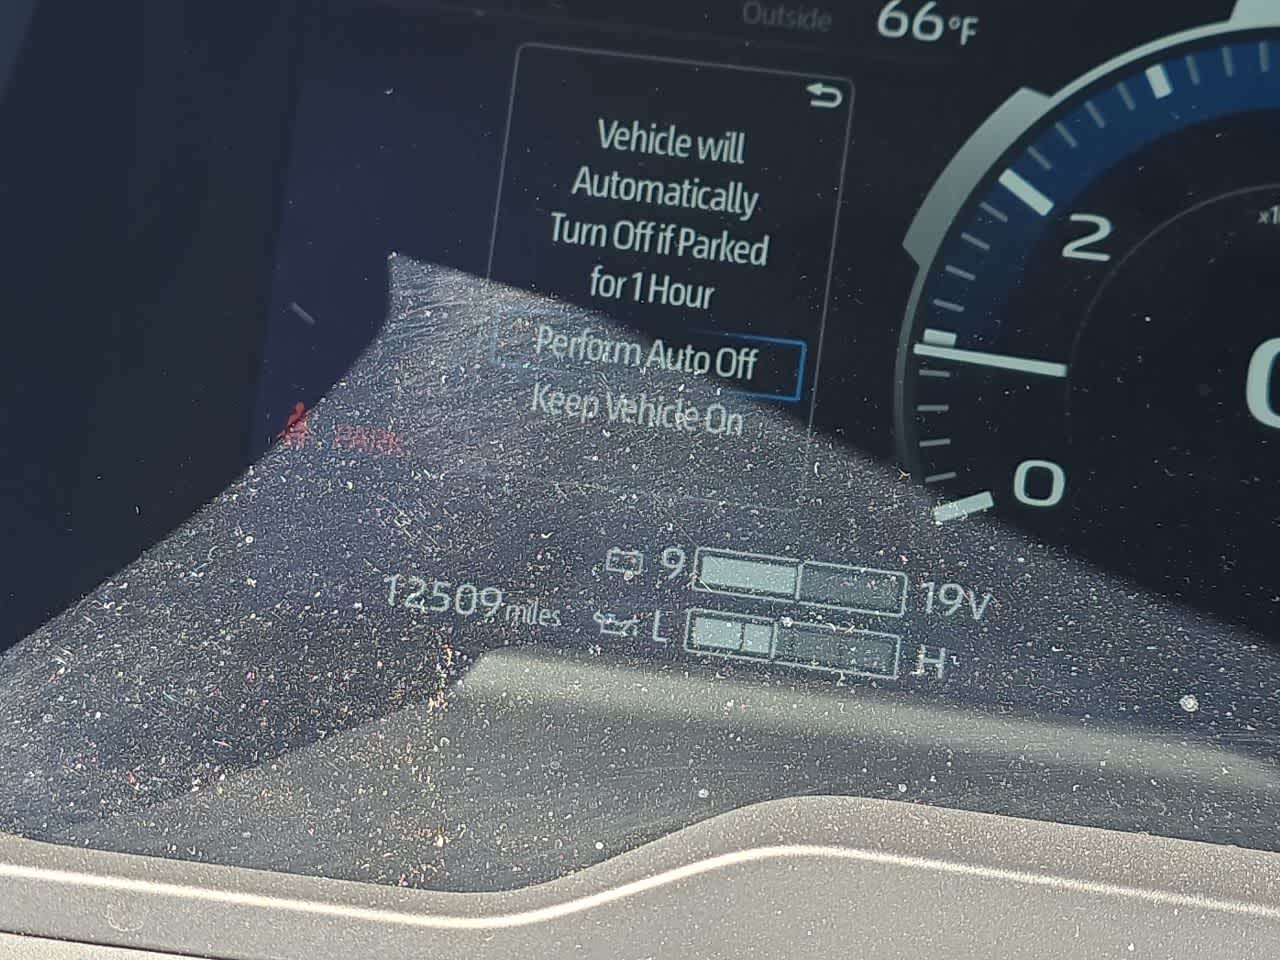 Outside 66°F
Vehicle will
Automatically
Turn Off if Parked
for 1 Hour
Perform Auto Off
Keep Vehicle On
2
0
9 19V
12509 miles
L H